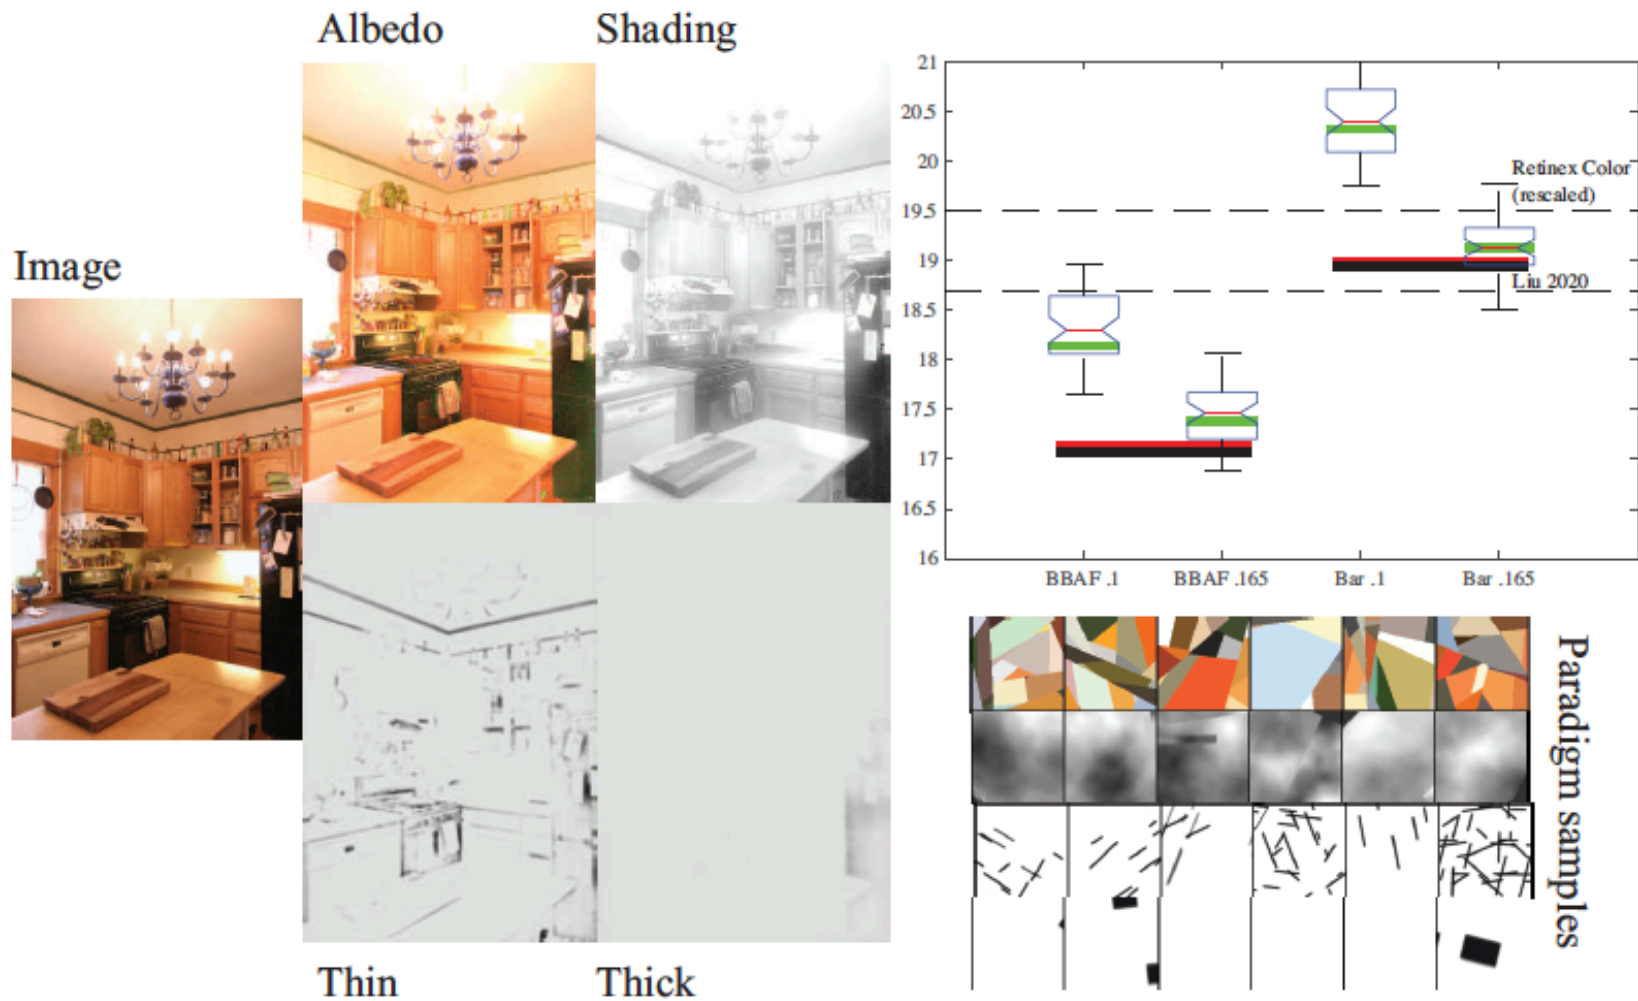 Albedo
Shading
Image
Thin
Thick
21
20.5
20
19.5
19
18.5
18
17.5
17
16.5
16
Retinex Color
(rescaled)
Liu 2020
BBAF .1
BBAF .165
Bar .1
Bar .165
Paradigm samples